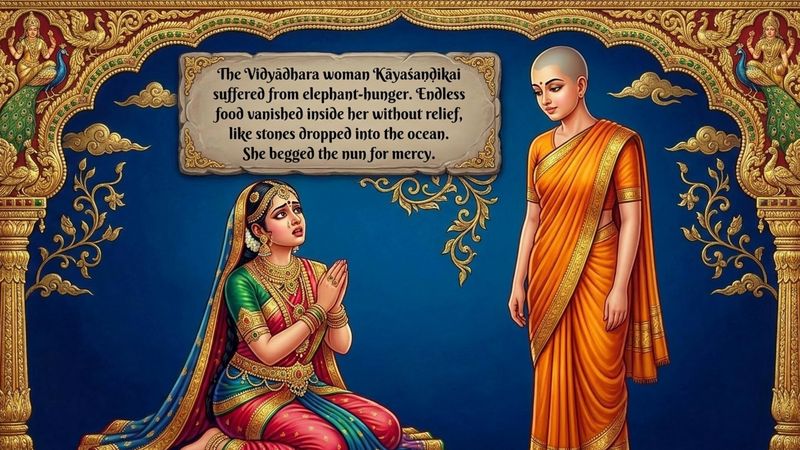 The Vidyādhara woman Kāyaśaṇḍikai
suffered from elephant-hunger. Endless
food vanished inside her without relief,
like stones dropped into the ocean.
She begged the nun for mercy.